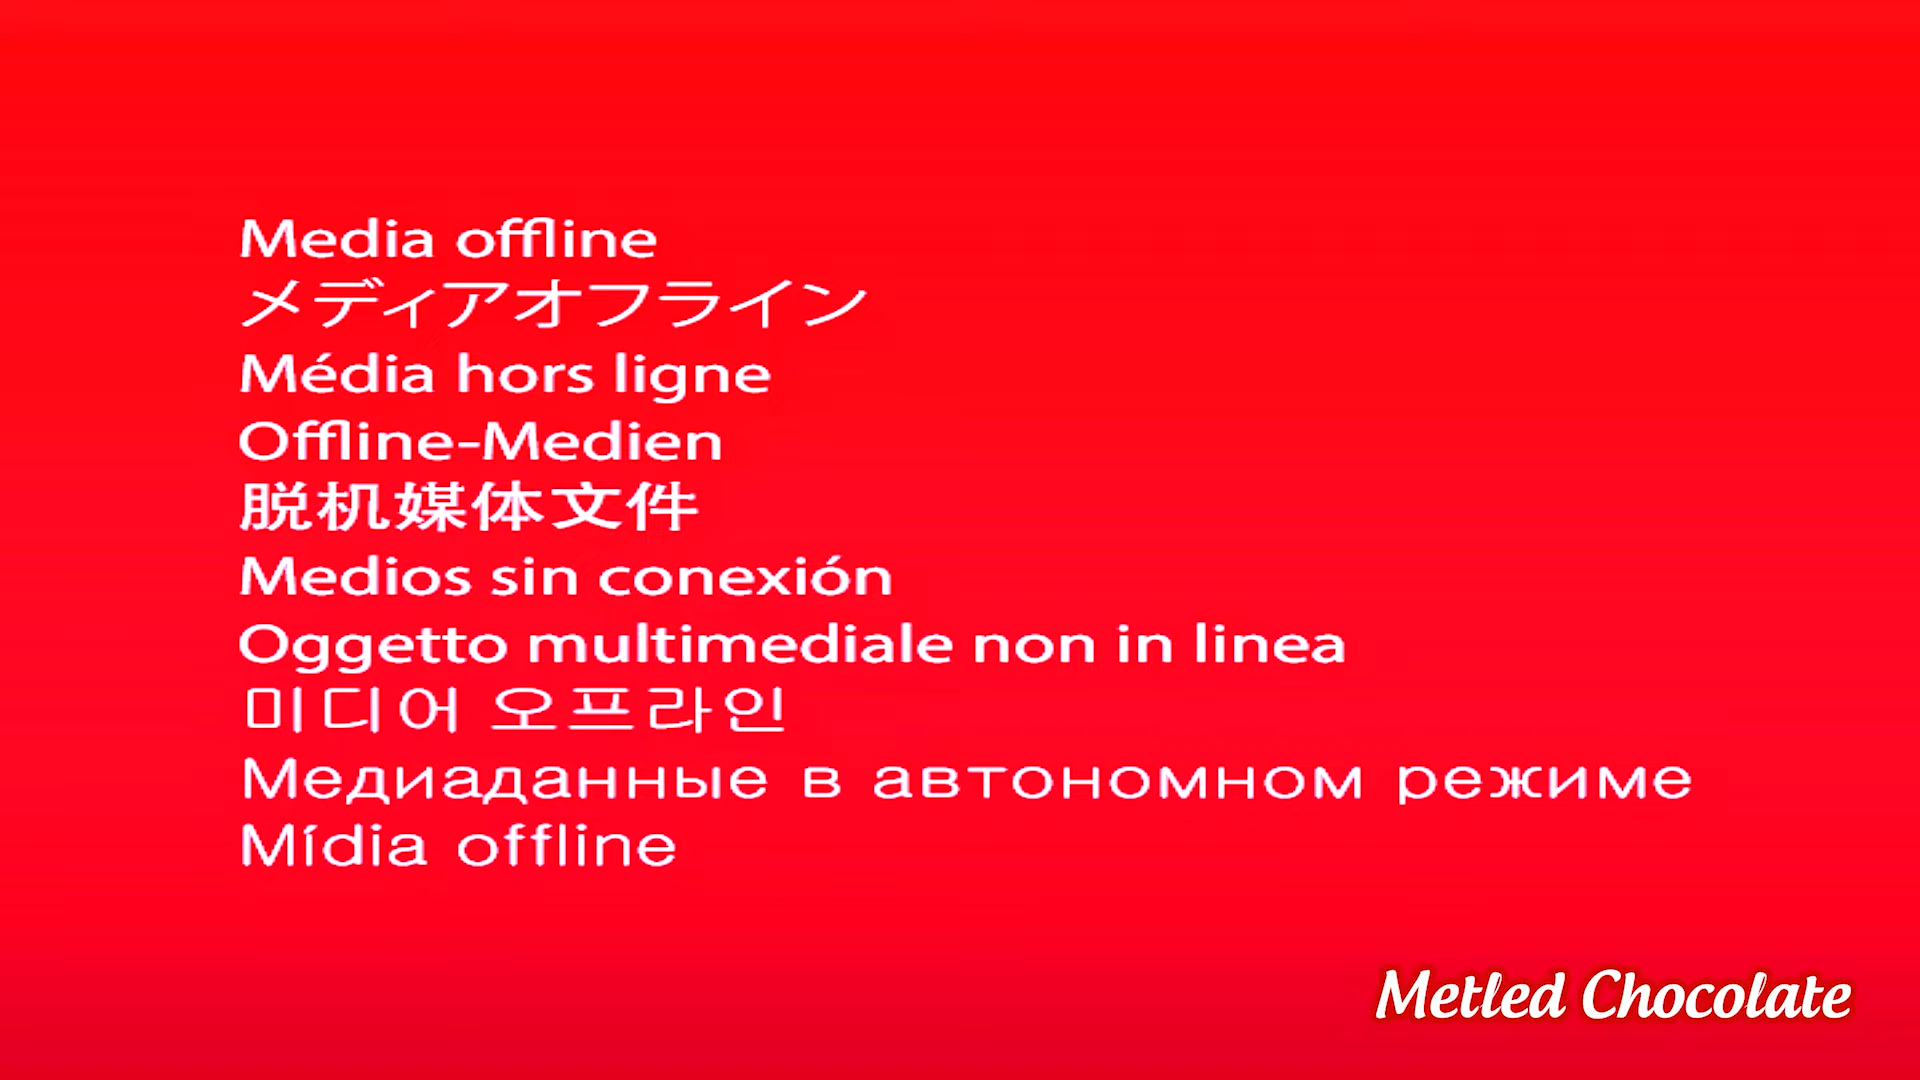 Media offline
メディアオフライン
Média hors ligne
Offline-Medien
脱机媒体文件
Medios sin conexión
Oggetto multimediale non in linea
미디어 오프라인
Медиаданные в автономном режиме
Mídia offline
Metled Chocolate